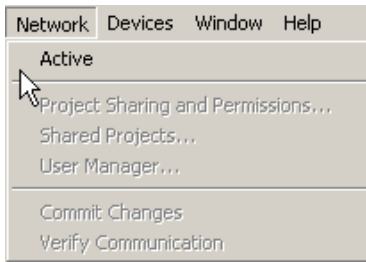 Network Devices Window Help
Active
Project Sharing and Permissions...
Shared Projects...
User Manager...
Commit Changes
Verify Communication